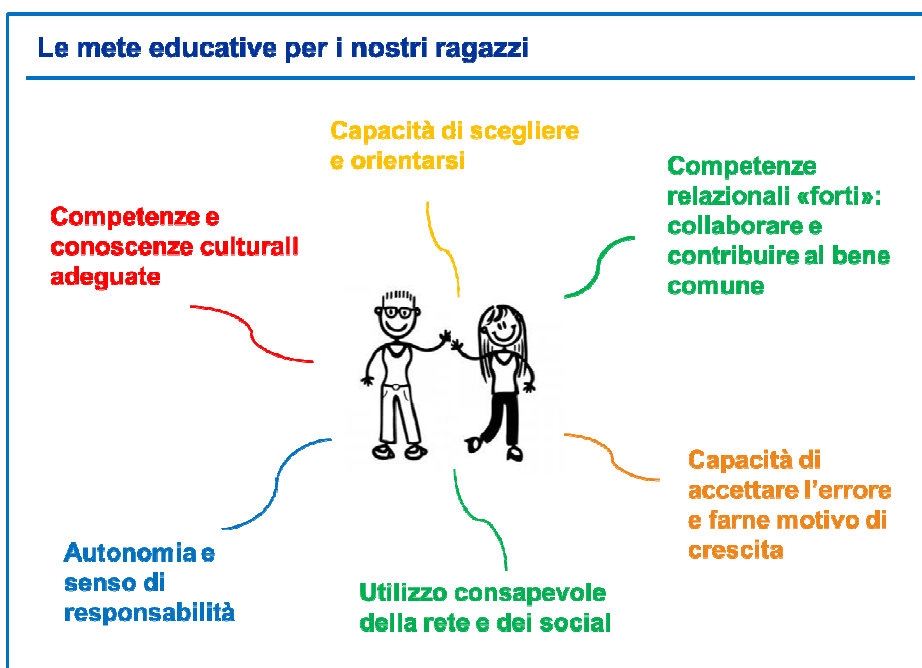 Le mete educative per i nostri ragazzi
Capacità di scegliere
e orientarsi
Competenze
relazionali «forti»:
collaborare e
contribuire al bene
comune
Competenze e
conoscenze culturall
adeguate
Capacità di
accettare l'errore
e farne motivo di
crescita
Autonomia e
senso di
responsabilità
Utilizzo consapevole
della rete e dei social